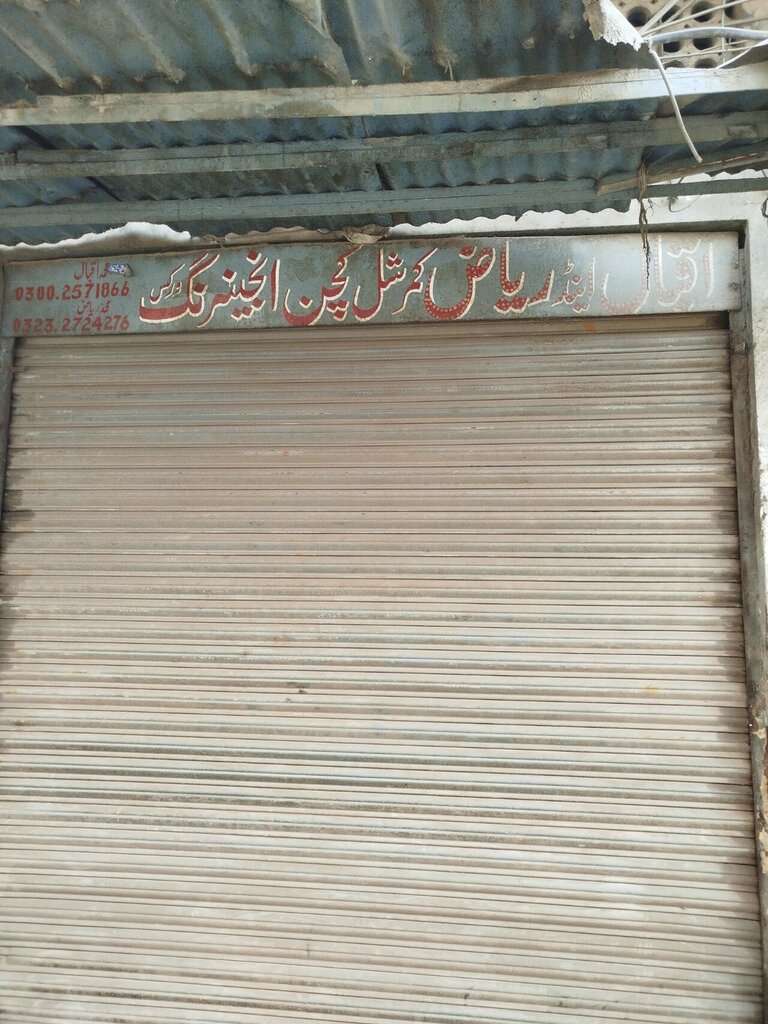 اقبال اینڈ ریاض کمرشل کچن انجینئرنگ ورکس
محمد اقبال
0300.2571866
محمد ریاض
0323.2724276